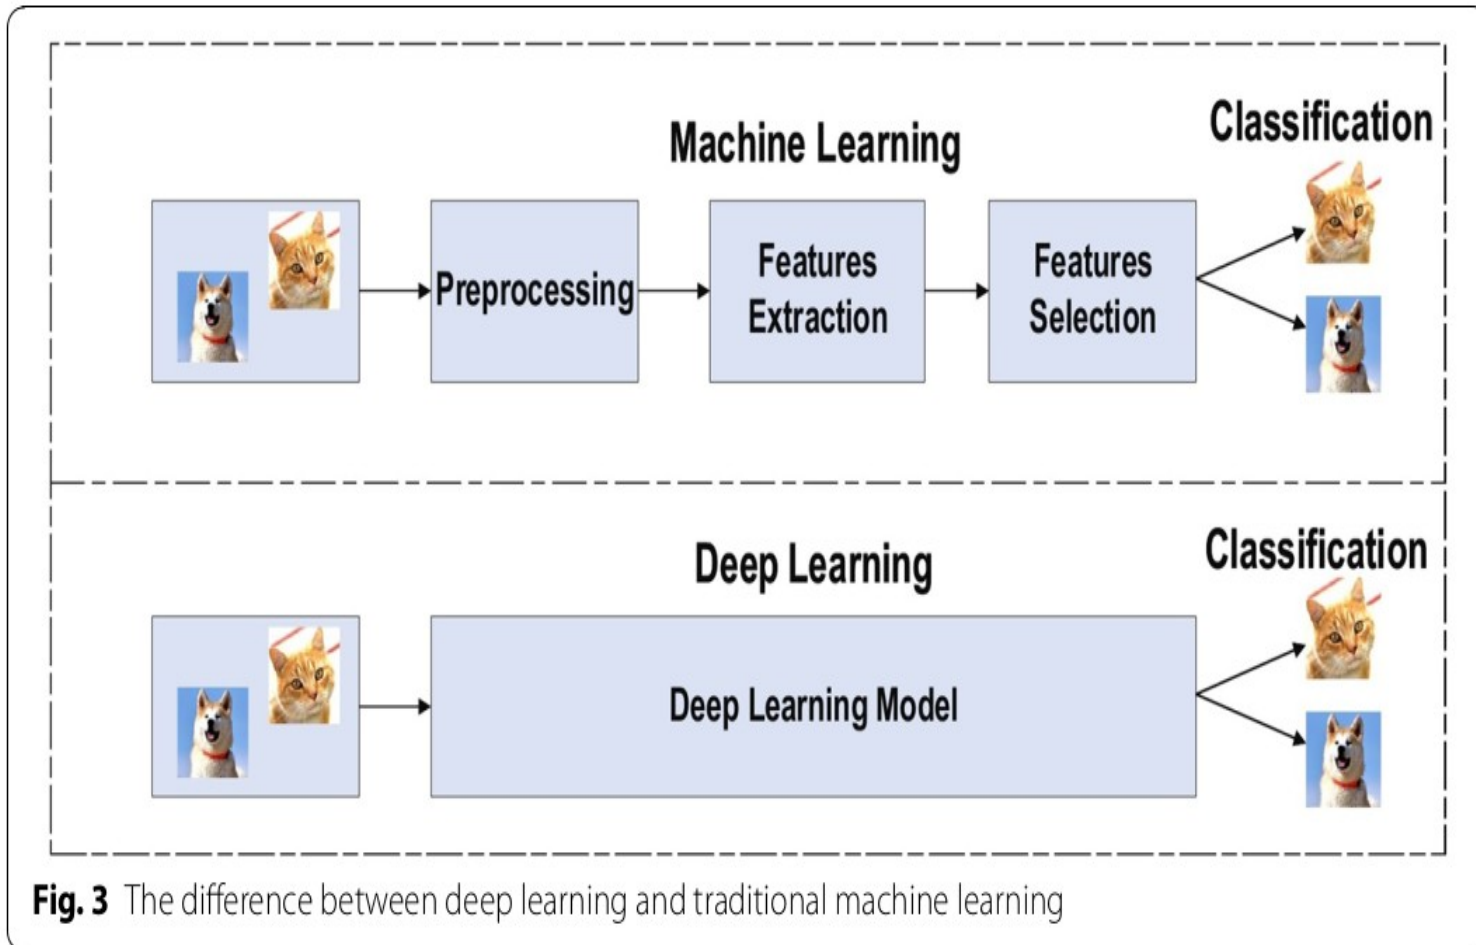 Machine Learning
Classification
Preprocessing
Features
Extraction
Features
Selection
Deep Learning
Classification
Deep Learning Model
Fig. 3 The difference between deep learning and traditional machine learning